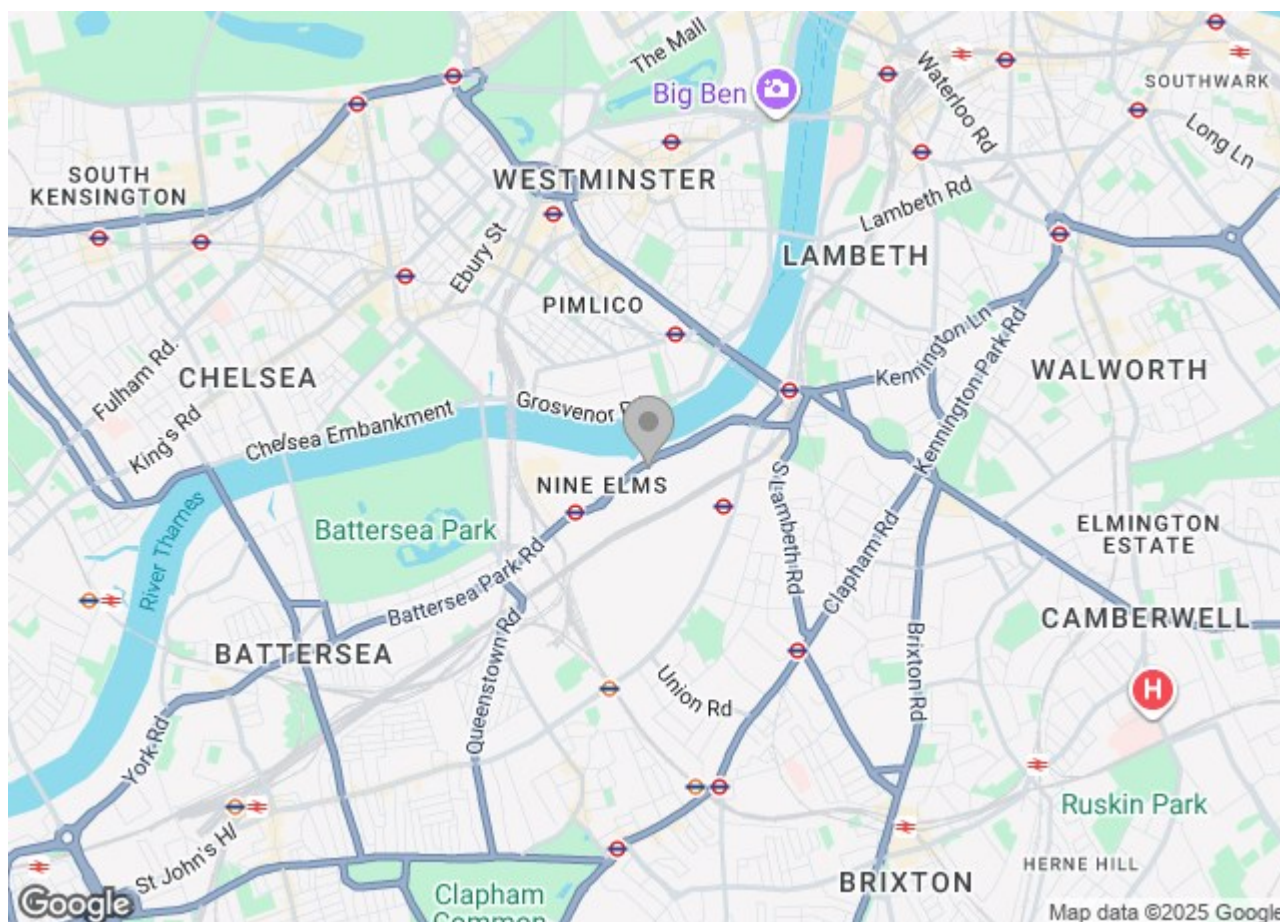 The Mall
Big Ben
Waterloo Rd
SOUTHWARK
Long Ln
SOUTH
KENSINGTON
WESTMINSTER
Ebury St
Lambeth Rd
LAMBETH
PIMLICO
Fulham Rd.
CHELSEA
King's Rd
Chelsea Embankment
Grosvenor
Kennington Ln
Kennington Park Rd
WALWORTH
NINE ELMS
River Thames
Battersea Park
S Lambeth Rd
Clapham Rd
ELMINGTON
ESTATE
Battersea Park Rd
CAMBERWELL
BATTERSEA
Queenstown Rd
Union Rd
Brixton Rd
H
York Rd
Ruskin Park
St John's H
HERNE HILL
BRIXTON
Clapham
Common
Google
Map data ©2025 Google